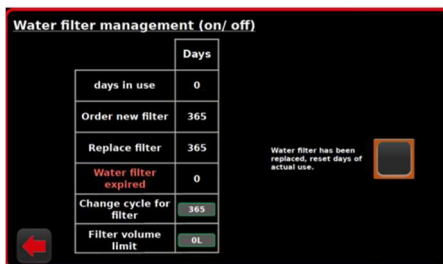 Water filter management (on/ off)
Days
days in use 0
Order new filter 365
Replace filter 365
Water filter
expired 0
Change cycle for
filter 365
Filter volume
limit 0L
Water filter has been
replaced, reset days of
actual use.